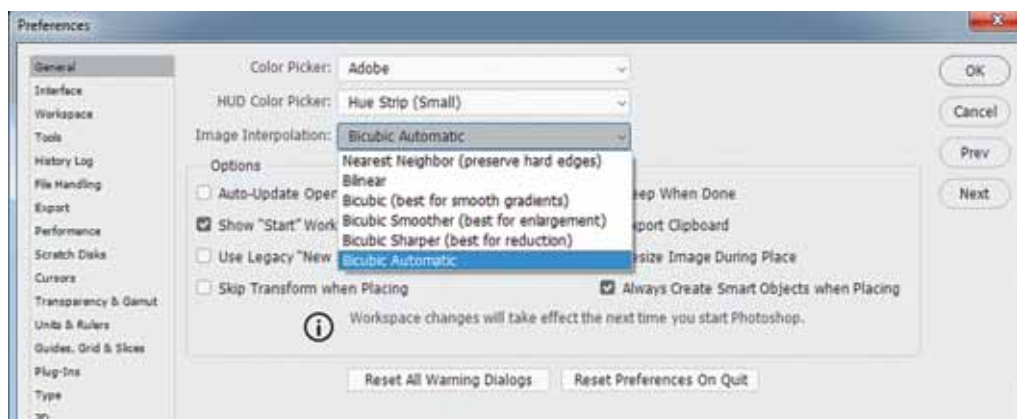 Preferences
General
Interface
Workspace
Tools
History Log
File Handling
Export
Performance
Scratch Disks
Cursors
Transparency & Gamut
Units & Rulers
Guides, Grid & Slices
Plug-Ins
Type
3D
Color Picker: Adobe
HUD Color Picker: Hue Strip (Small)
Image Interpolation: Bicubic Automatic
Nearest Neighbor (preserve hard edges)
Bilinear
Bicubic (best for smooth gradients)
Bicubic Smoother (best for enlargement)
Bicubic Sharper (best for reduction)
Bicubic Automatic
Options
Auto-Update Oper
eep When Done
Show "Start" Work
xport Clipboard
Use Legacy "New
esize Image During Place
Skip Transform when Placing
Always Create Smart Objects when Placing
Workspace changes will take effect the next time you start Photoshop.
Reset All Warning Dialogs
Reset Preferences On Quit
OK
Cancel
Prev
Next